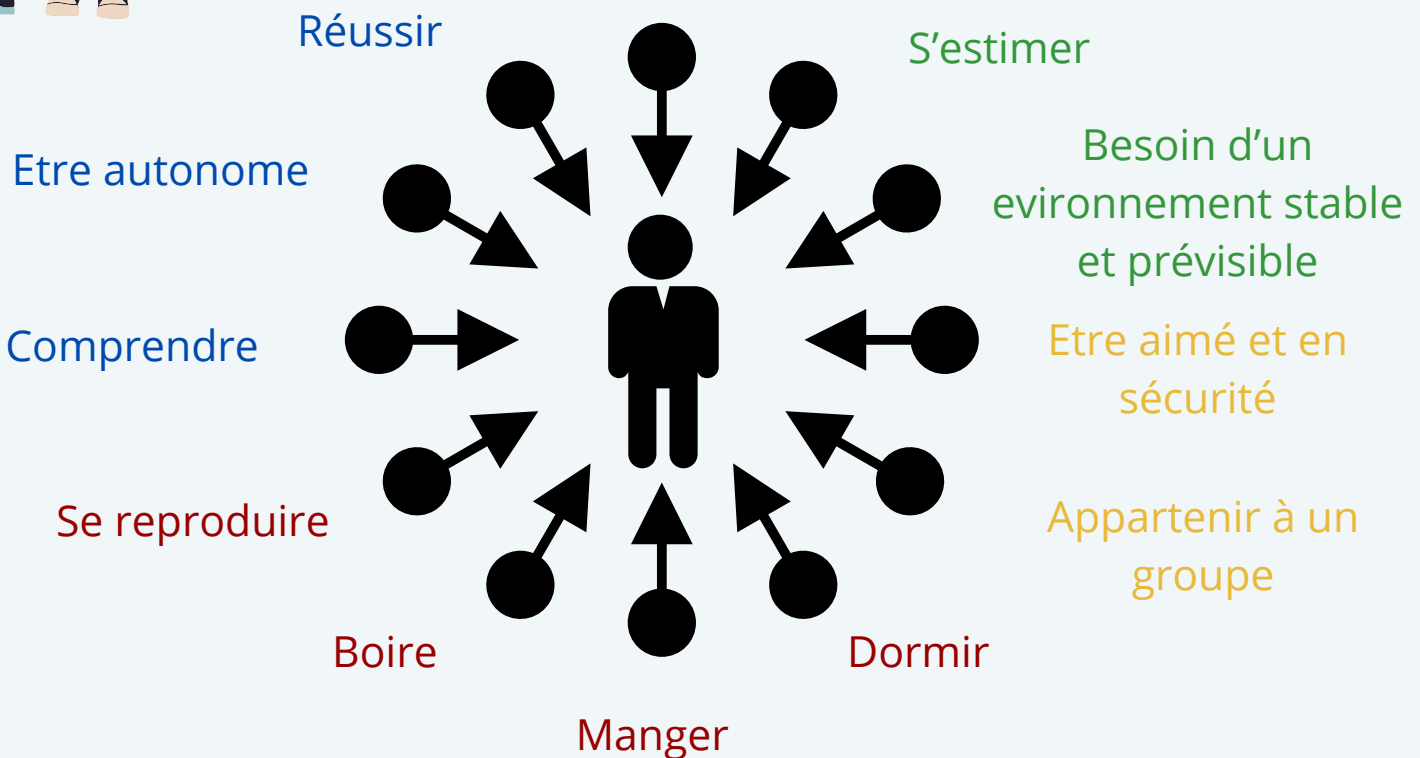 Réussir
S’estimer
Etre autonome
Besoin d’un
evironnement stable
et prévisible
Comprendre
Etre aimé et en
sécurité
Se reproduire
Appartenir à un
groupe
Boire
Dormir
Manger